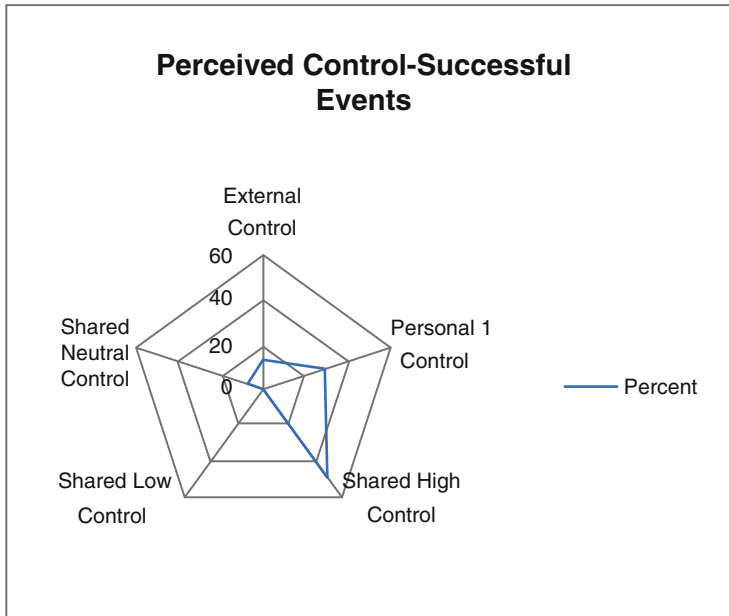 Perceived Control-Successful
Events
External
Control
60
40
20
0
Personal 1
Control
Shared High
Control
Shared Low
Control
Shared
Neutral
Control
Percent